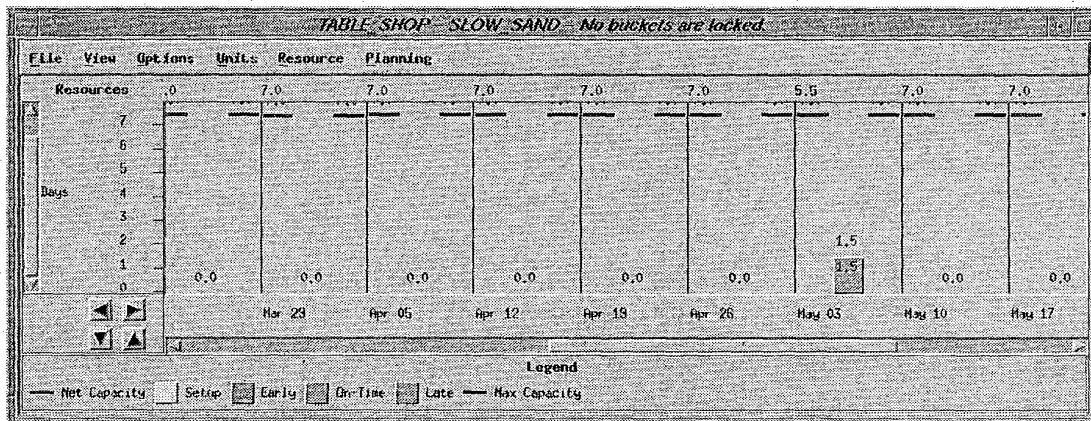 TABLE_SHOP - SLOW_SAND - No buckets are locked.
File View Options Units Resource Planning
Resources .0 7.0 7.0 7.0 7.0 7.0 5.5 7.0 7.0
7
6
5
Days 4
3
2
1
0
1.5
1.5
0.0 0.0 0.0 0.0 0.0 0.0 0.0 0.0
Mar 29 Apr 05 Apr 12 Apr 19 Apr 26 May 03 May 10 May 17
Legend
Net Capacity Setup Early On-Time Late Max Capacity